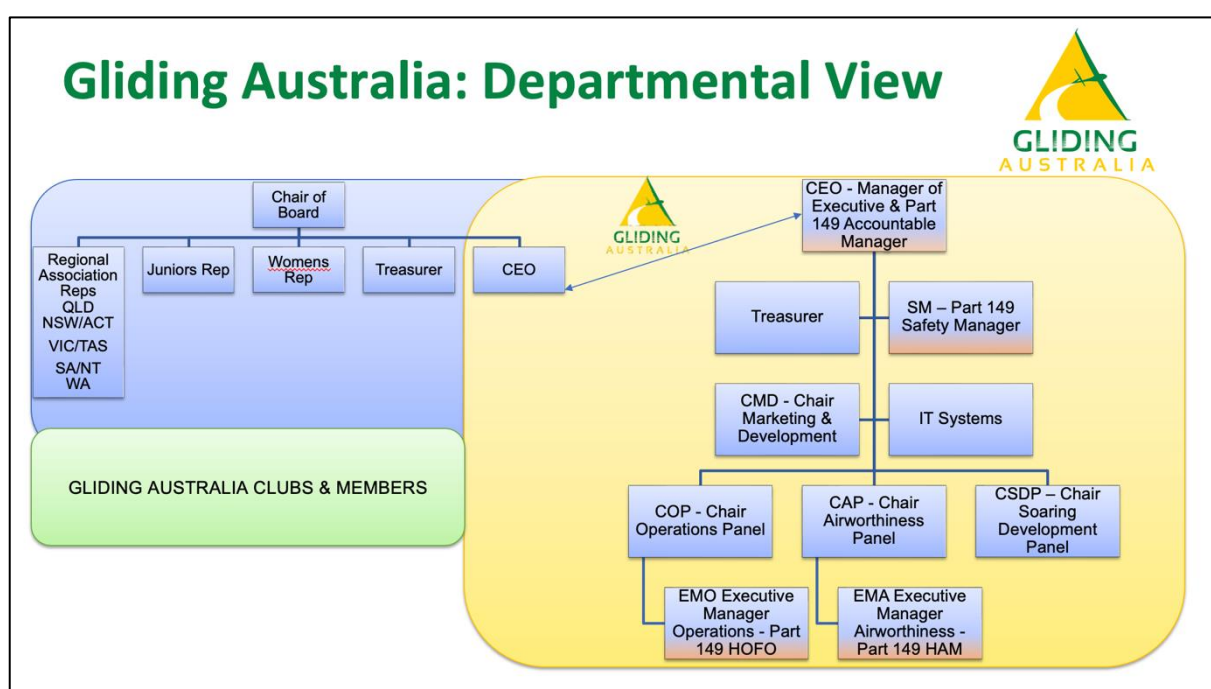 Gliding Australia: Departmental View
GLIDING
AUSTRALIA
Chair of
Board
Regional
Association
Reps
QLD
NSW/ACT
VIC/TAS
SA/NT
WA
Juniors Rep
Womens
Rep
Treasurer
CEO
GLIDING AUSTRALIA CLUBS & MEMBERS
GLIDING
AUSTRALIA
CEO - Manager of
Executive & Part
149 Accountable
Manager
Treasurer
SM – Part 149
Safety Manager
CMD - Chair
Marketing &
Development
IT Systems
COP - Chair
Operations Panel
CAP - Chair
Airworthiness
Panel
CSDP – Chair
Soaring
Development
Panel
EMO Executive
Manager
Operations - Part
149 HOFO
EMA Executive
Manager
Airworthiness -
Part 149 HAM